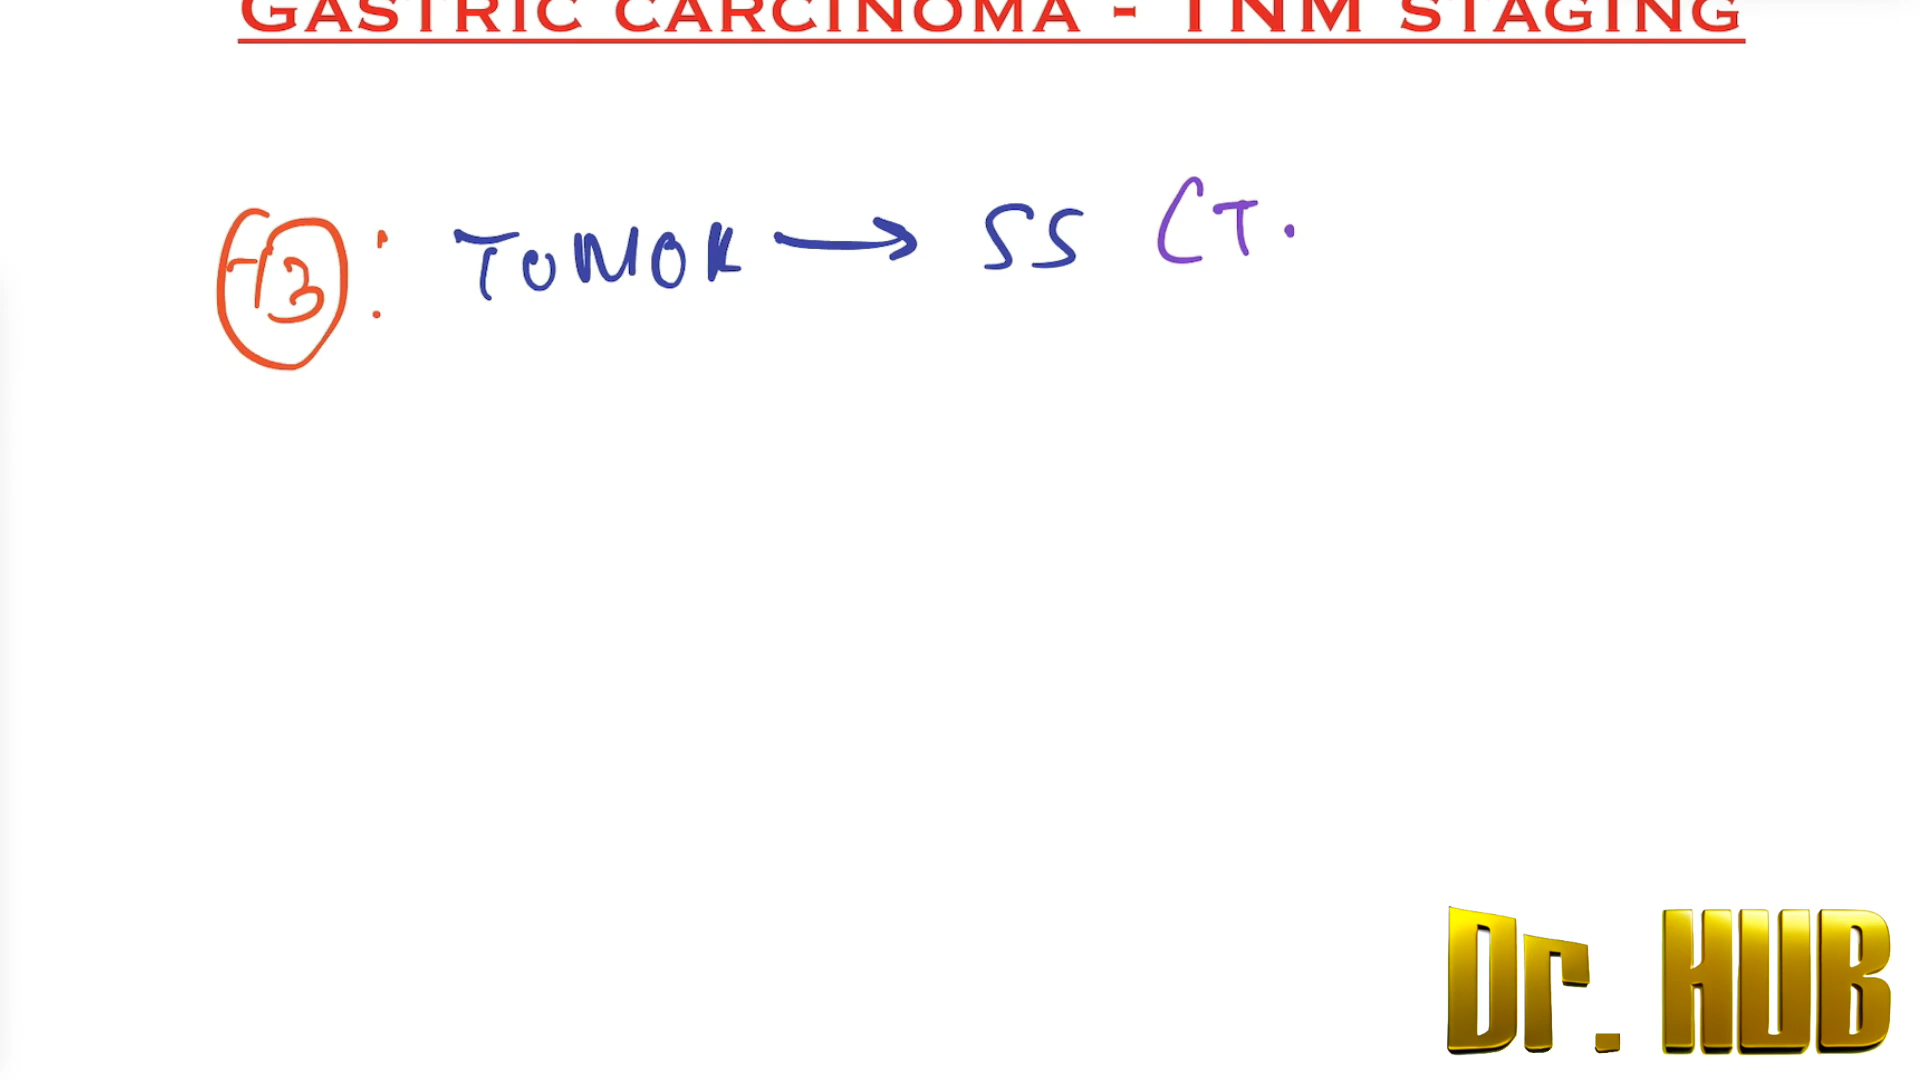 GASTRIC CARCINOMA - TNM STAGING
T3: TUMOR → SS CT.
Dr. HUB